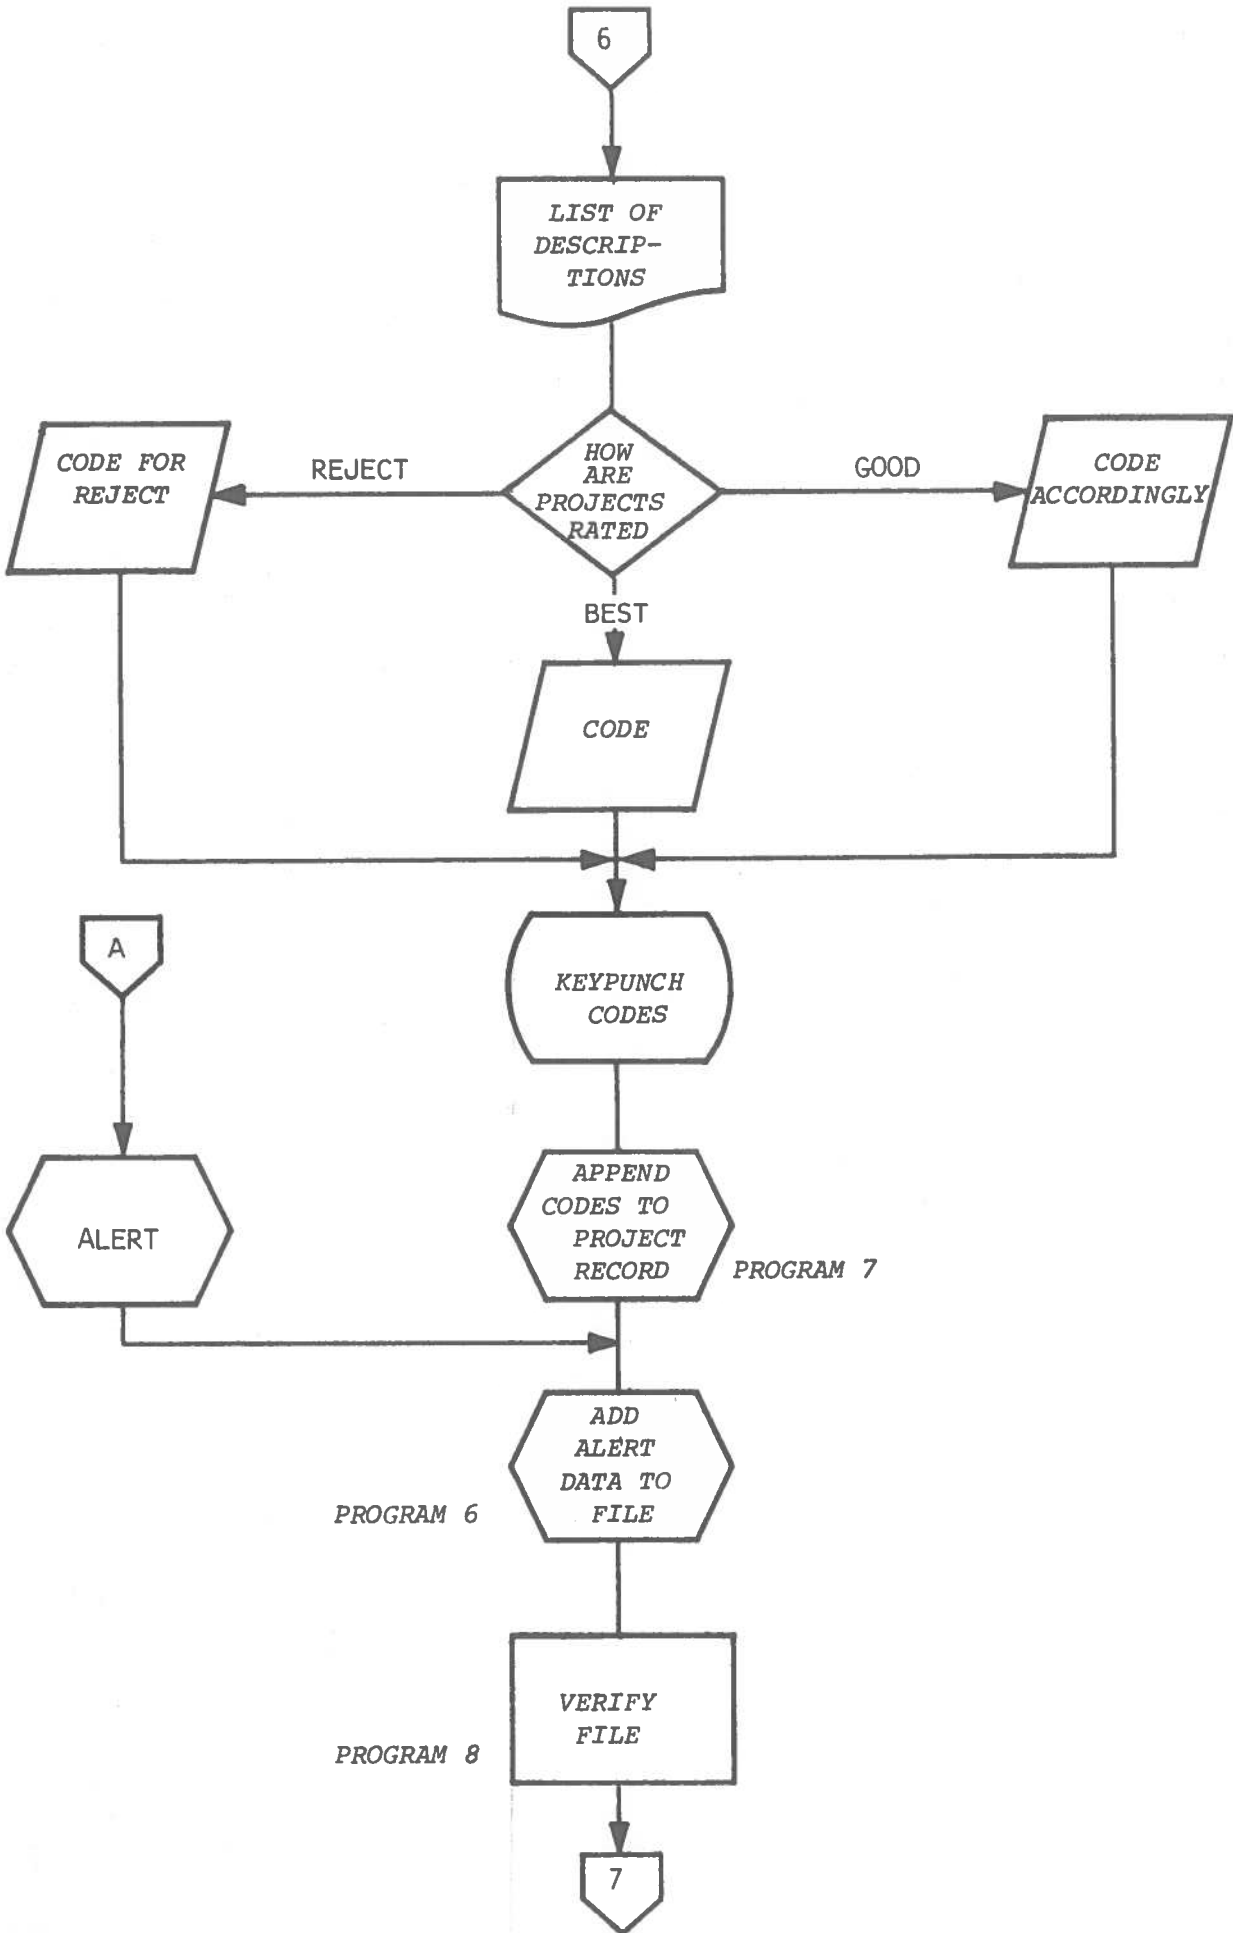 6
LIST OF
DESCRIP-
TIONS
HOW
ARE
PROJECTS
RATED
REJECT
CODE FOR
REJECT
GOOD
CODE
ACCORDINGLY
BEST
CODE
KEYPUNCH
CODES
A
ALERT
APPEND
CODES TO
PROJECT
RECORD
PROGRAM 7
ADD
ALERT
DATA TO
FILE
PROGRAM 6
VERIFY
FILE
PROGRAM 8
7